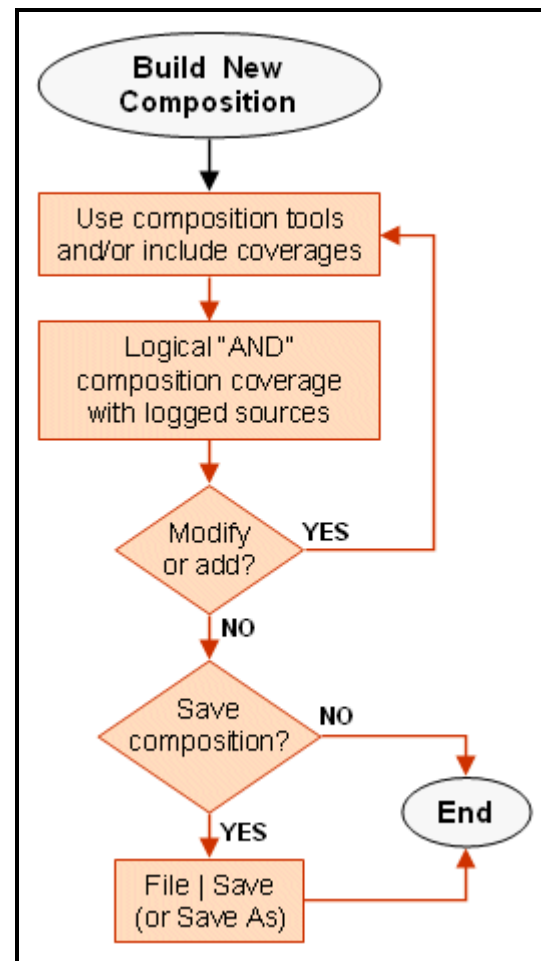 Build New
Composition
Use composition tools
and/or include coverages
Logical "AND"
composition coverage
with logged sources
Modify
or add?
YES
NO
Save
composition?
NO
End
YES
File | Save
(or Save As)